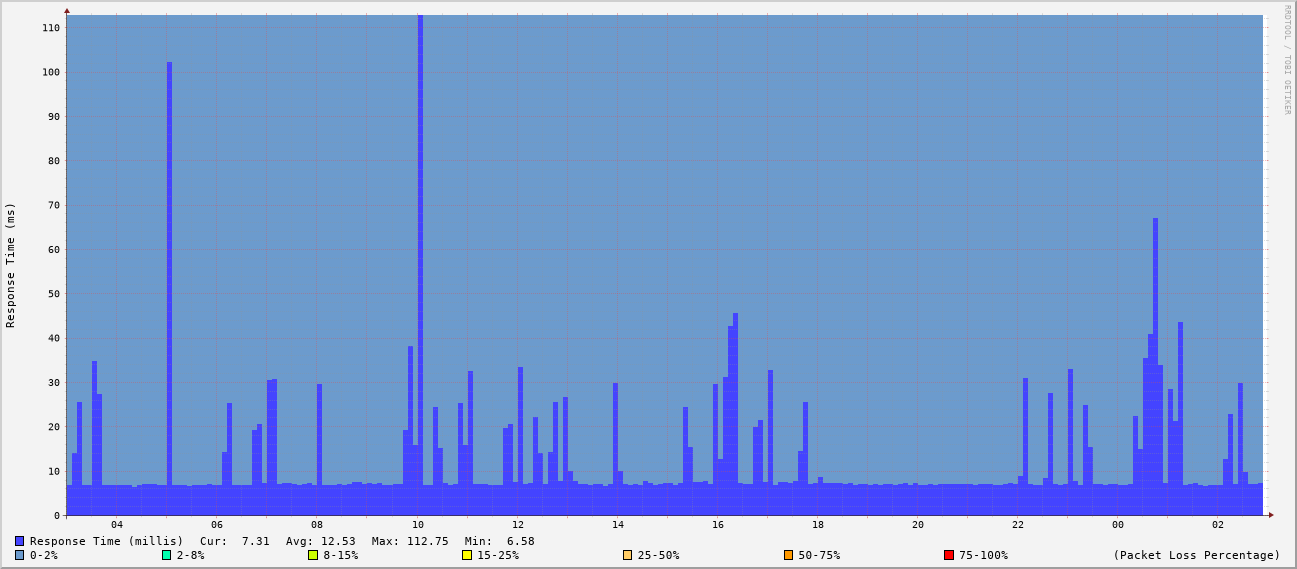 RRDTOOL / TOBI OETIKER
Response Time (ms)
110
100
90
80
70
60
50
40
30
20
10
0
04 06 08 10 12 14 16 18 20 22 00 02
Response Time (millis) Cur: 7.31 Avg: 12.53 Max: 112.75 Min: 6.58
0-2% 2-8% 8-15% 15-25% 25-50% 50-75% 75-100% (Packet Loss Percentage)